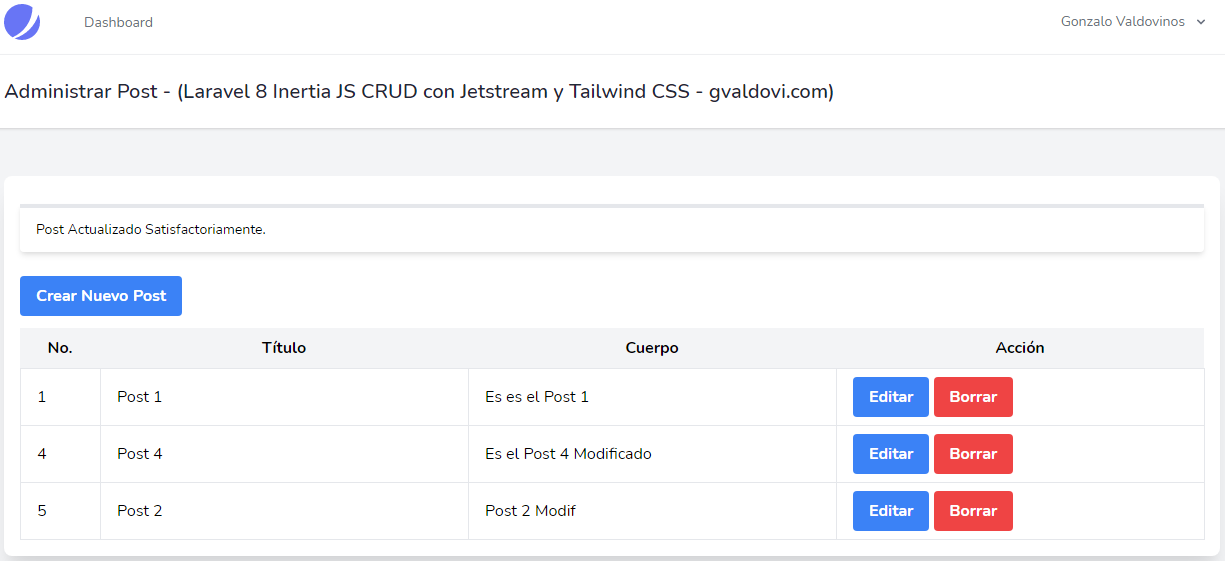 Dashboard
Gonzalo Valdovinos
Administrar Post - (Laravel 8 Inertia JS CRUD con Jetstream y Tailwind CSS - gvaldovi.com)
Post Actualizado Satisfactoriamente.
Crear Nuevo Post
No. Título Cuerpo Acción
1 Post 1 Es es el Post 1 Editar Borrar
4 Post 4 Es el Post 4 Modificado Editar Borrar
5 Post 2 Post 2 Modif Editar Borrar